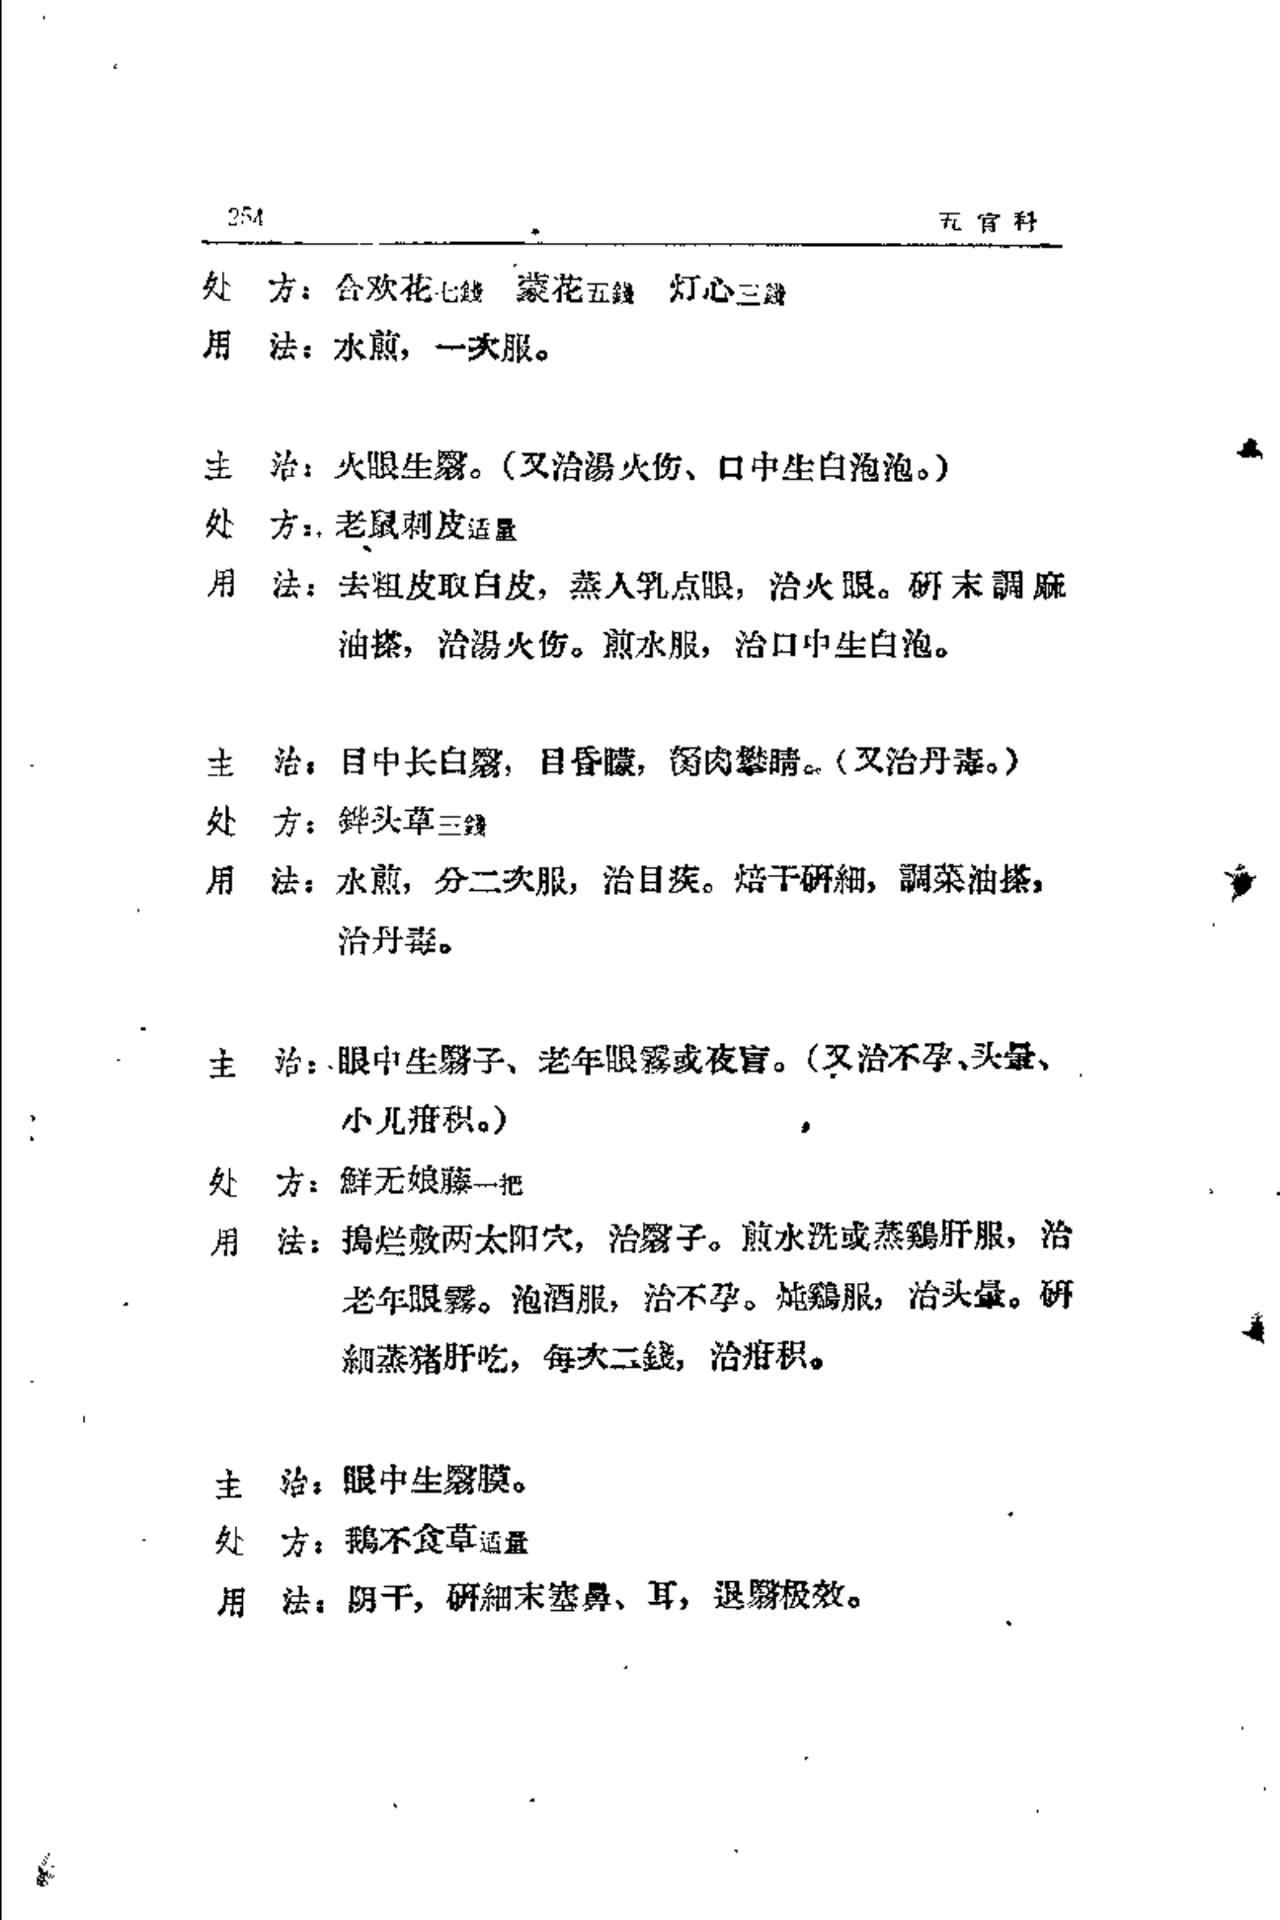 254 五官科
处 方：合欢花七錢 蒙花五錢 灯心三錢
用 法：水煎，一次服。
主 治：火眼生翳。（又治湯火伤、口中生白泡泡。）
处 方：老鼠刺皮适量
用 法：去粗皮取白皮，蒸人乳点眼，治火眼。研末調麻
油搽，治湯火伤。煎水服，治口中生白泡。
主 治：目中长白翳，目昏矇，胬肉攀睛。（又治丹毒。）
处 方：鏵头草三錢
用 法：水煎，分二次服，治目疾。焙干研細，調菜油搽，
治丹毒。
主 治：眼中生翳子、老年眼霧或夜盲。（又治不孕、头暈、
小儿疳积。）
处 方：鮮无娘藤一把
用 法：搗烂敷两太阳穴，治翳子。煎水洗或蒸鷄肝服，治
老年眼霧。泡酒服，治不孕。炖鷄服，治头暈。研
細蒸猪肝吃，每次二錢，治疳积。
主 治：眼中生翳膜。
处 方：鵝不食草适量
用 法：阴干，研細末塞鼻、耳，退翳极效。